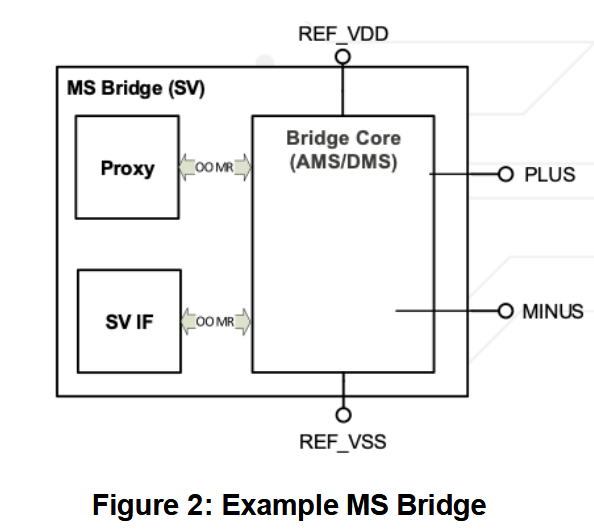 REF_VDD
MS Bridge (SV)
Bridge Core
(AMS/DMS)
Proxy
OOMR
PLUS
SV IF
OOMR
MINUS
REF_VSS
Figure 2: Example MS Bridge